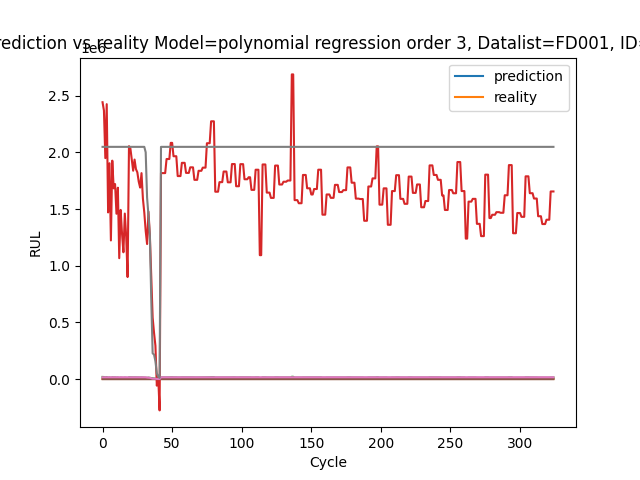 rediction vs reality Model=polynomial regression order 3, Datalist=FD001, ID=
1e6
prediction
reality
2.5
2.0
1.5
1.0
0.5
0.0
RUL
0 50 100 150 200 250 300
Cycle